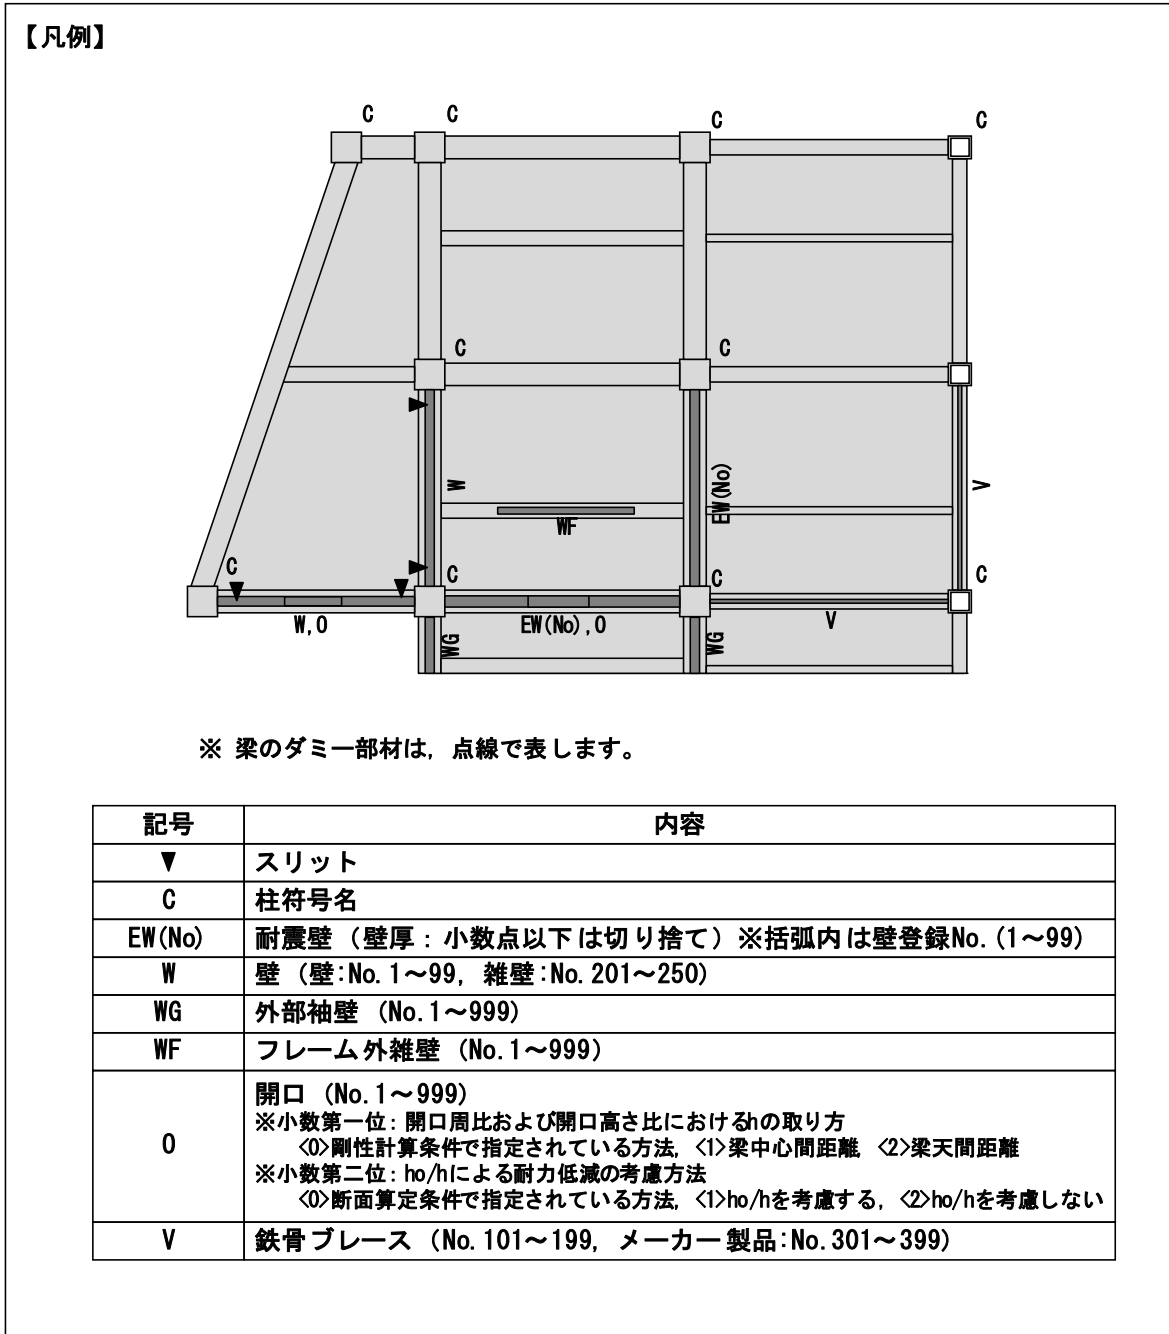 【凡例】
C C C C
C C
W EW(No) V
WF
C C C C
W,O EW(No),O V
WG WG
※ 梁のダミー部材は, 点線で表します。
記号 内容
▼ スリット
C 柱符号名
EW(No) 耐震壁 (壁厚:小数点以下は切り捨て) ※括弧内は壁登録No.(1～99)
W 壁 (壁:No.1～99, 雑壁:No.201～250)
WG 外部袖壁 (No.1～999)
WF フレーム外雑壁 (No.1～999)
O 開口 (No.1～999)
※小数第一位: 開口周比および開口高さ比におけるhの取り方
<0>剛性計算条件で指定されている方法, <1>梁中心間距離, <2>梁天間距離
※小数第二位: ho/hによる耐力低減の考慮方法
<0>断面算定条件で指定されている方法, <1>ho/hを考慮する, <2>ho/hを考慮しない
V 鉄骨ブレース (No.101～199, メーカー製品:No.301～399)